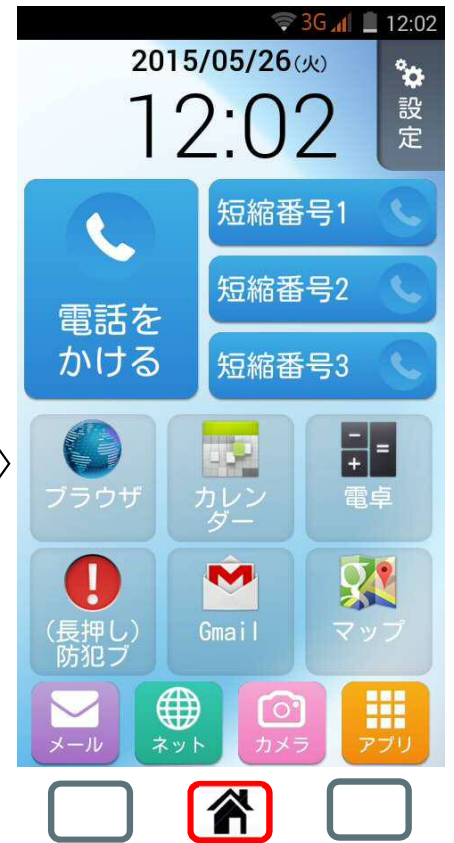 3G 12:02
2015/05/26(火)
12:02
設定
電話を
かける
短縮番号1
短縮番号2
短縮番号3
ブラウザ
カレン
ダー
電卓
(長押し)
防犯ブ
Gmail
マップ
メール
ネット
カメラ
アプリ